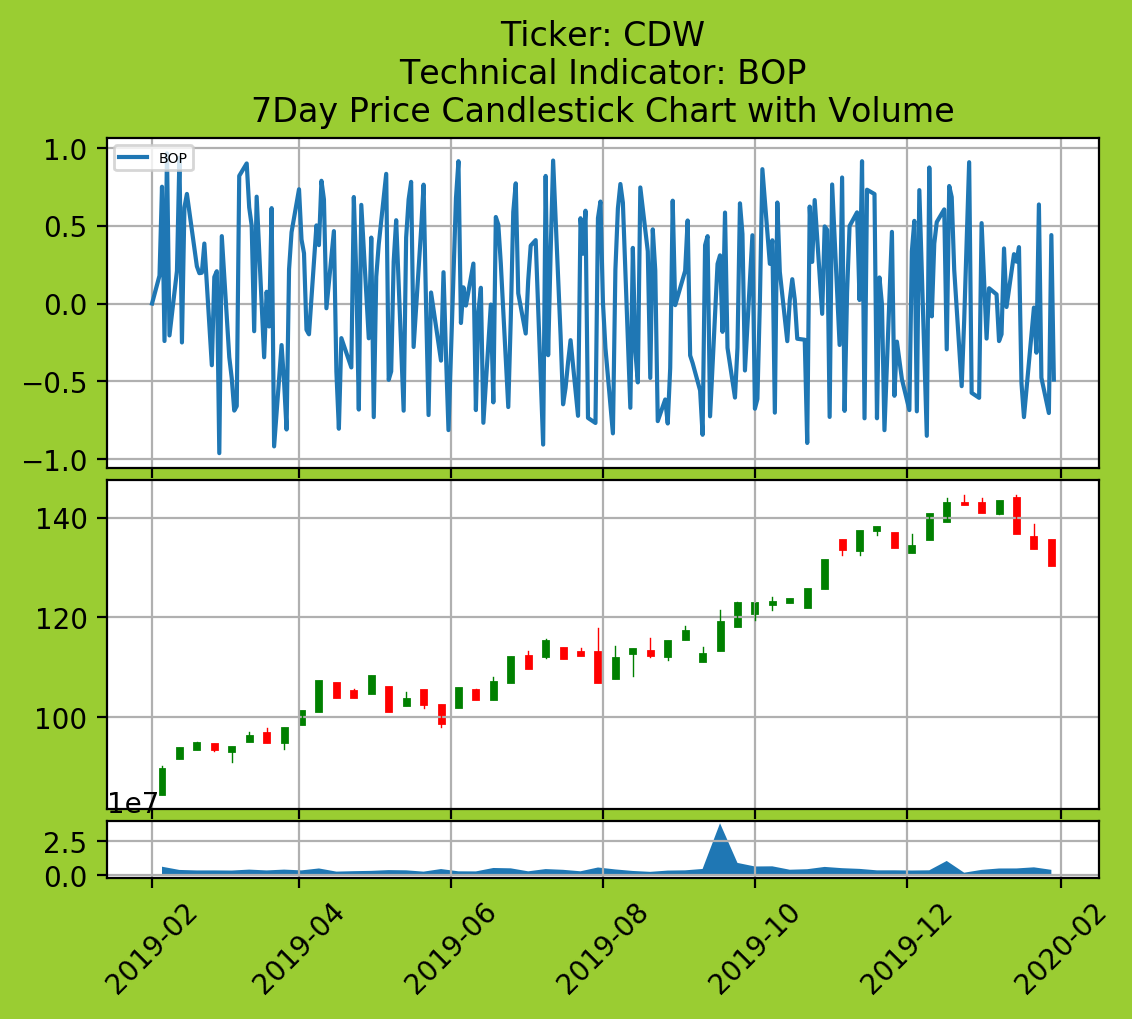 Ticker: CDW
Technical Indicator: BOP
7Day Price Candlestick Chart with Volume
BOP
1.0
0.5
0.0
−0.5
−1.0
140
120
100
1e7
2.5
0.0
2019-02 2019-04 2019-06 2019-08 2019-10 2019-12 2020-02